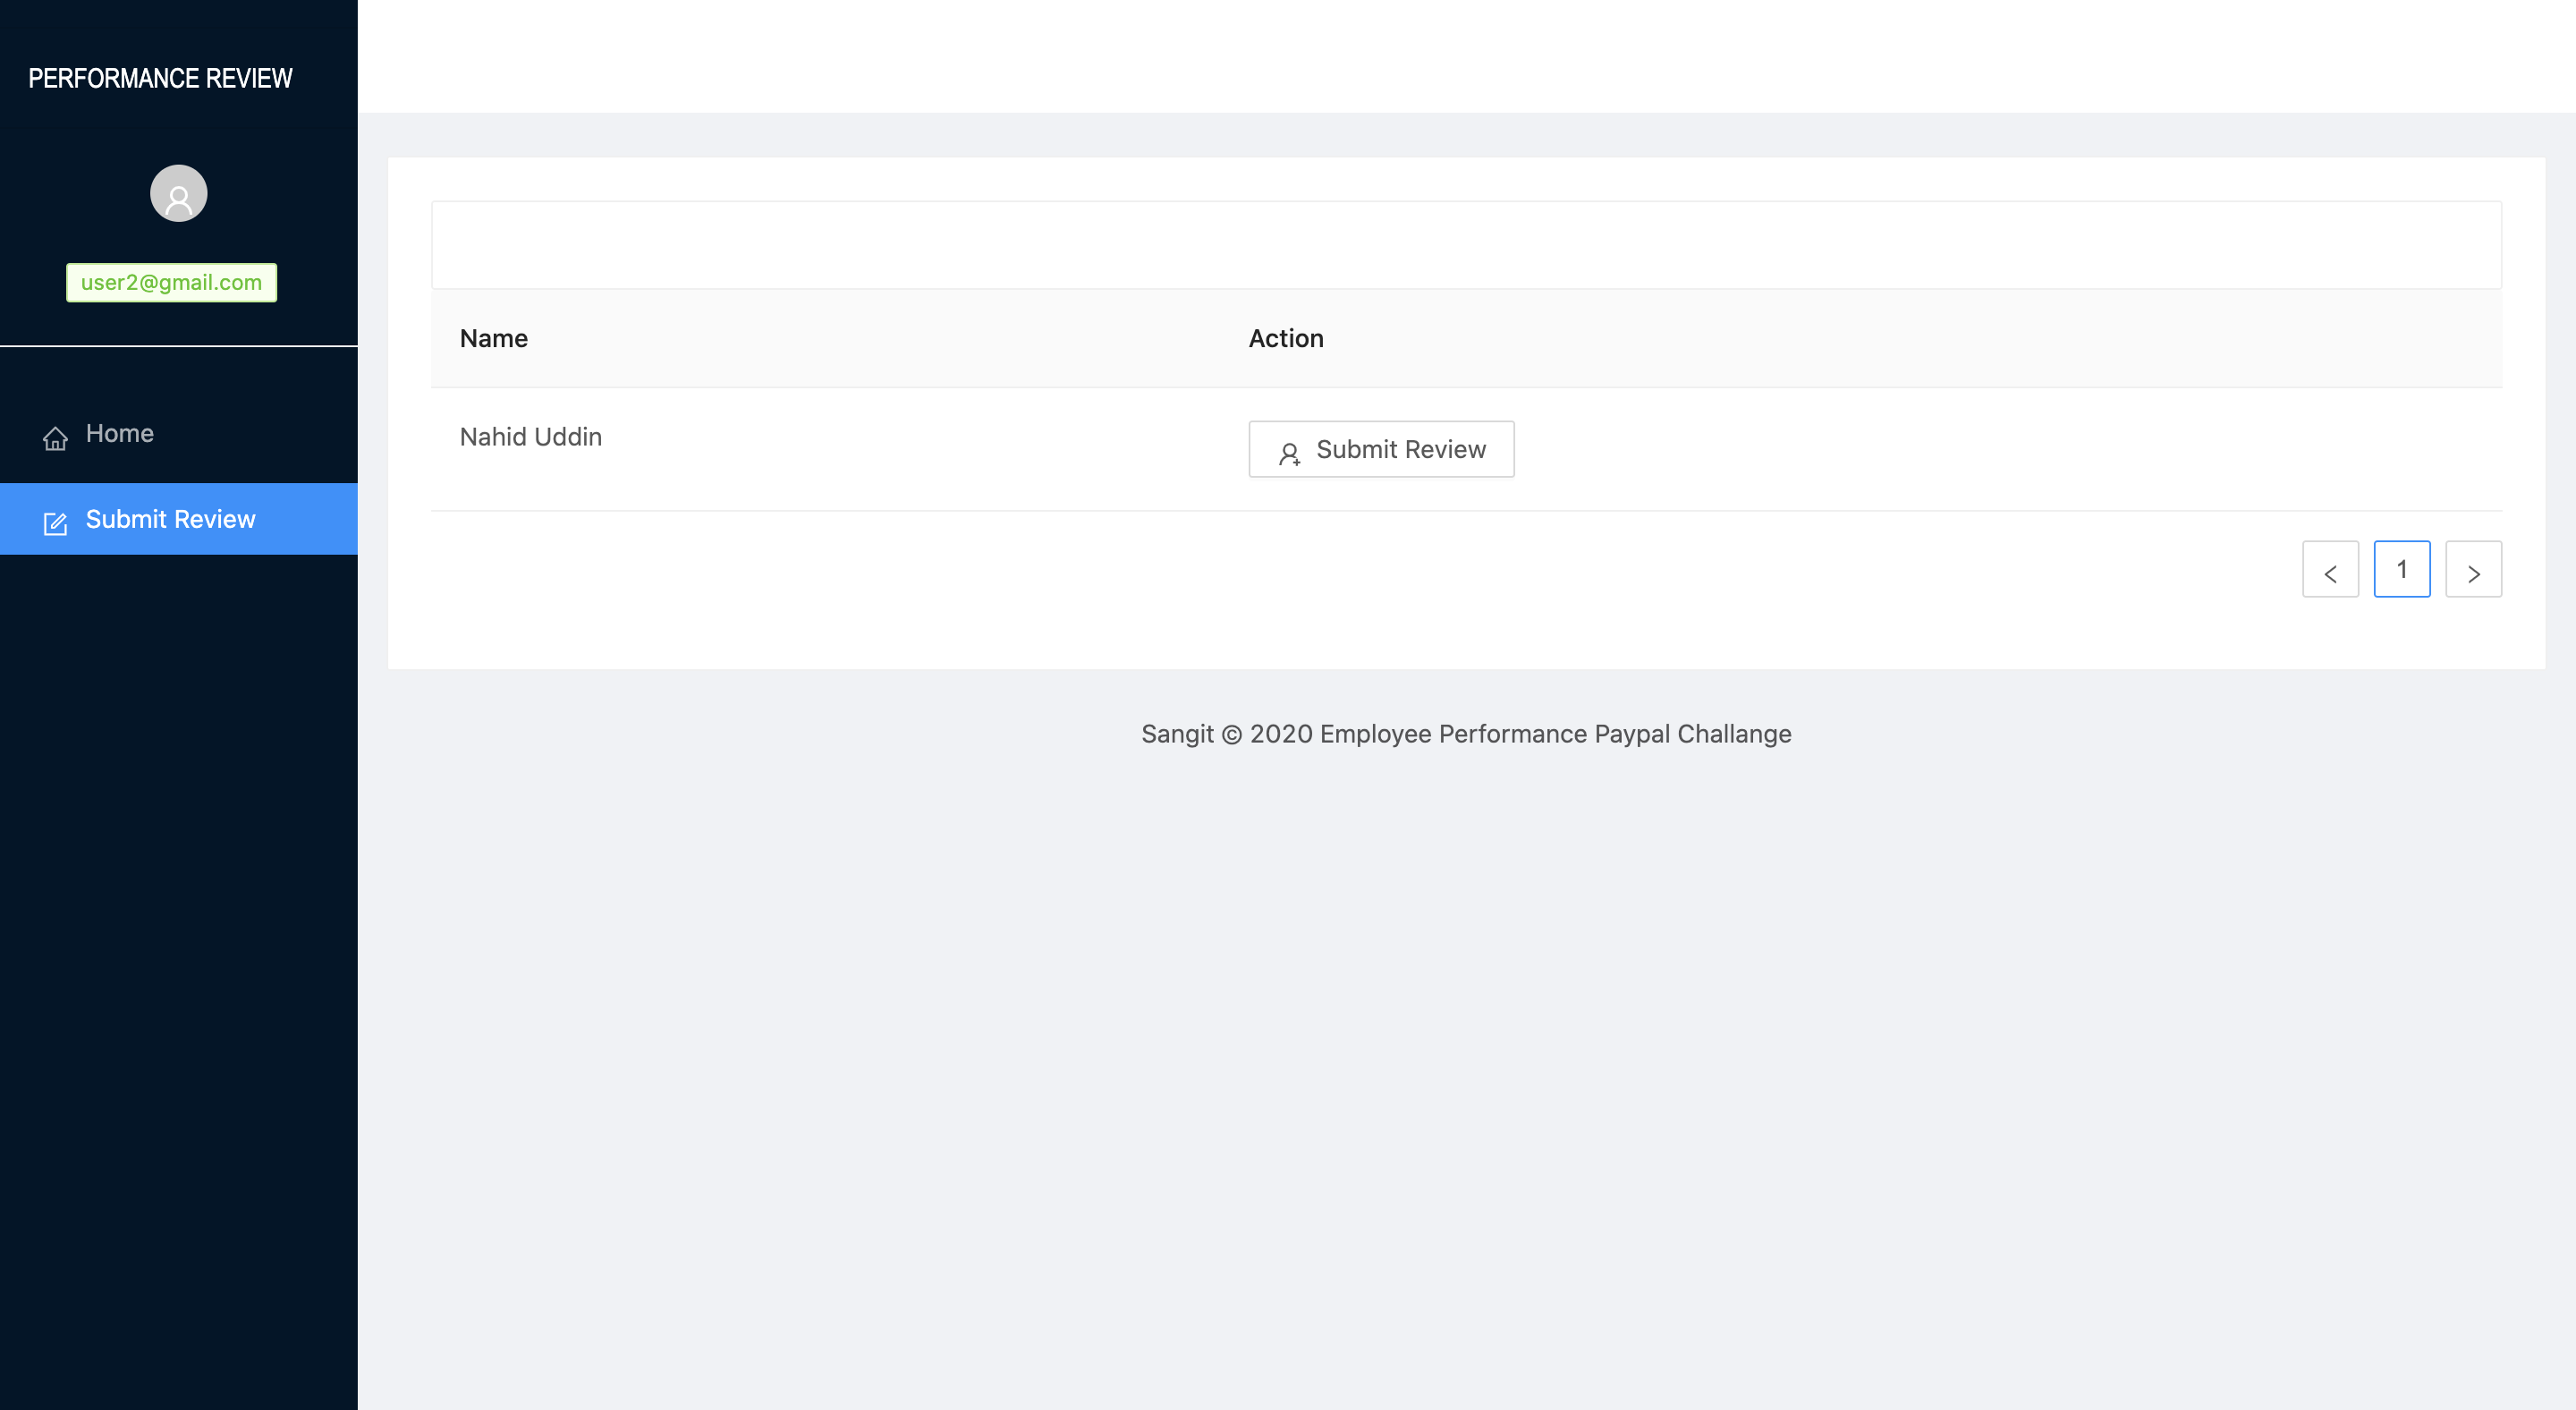 PERFORMANCE REVIEW
user2@gmail.com
Home
Submit Review
Name Action
Nahid Uddin Submit Review
1
Sangit © 2020 Employee Performance Paypal Challange